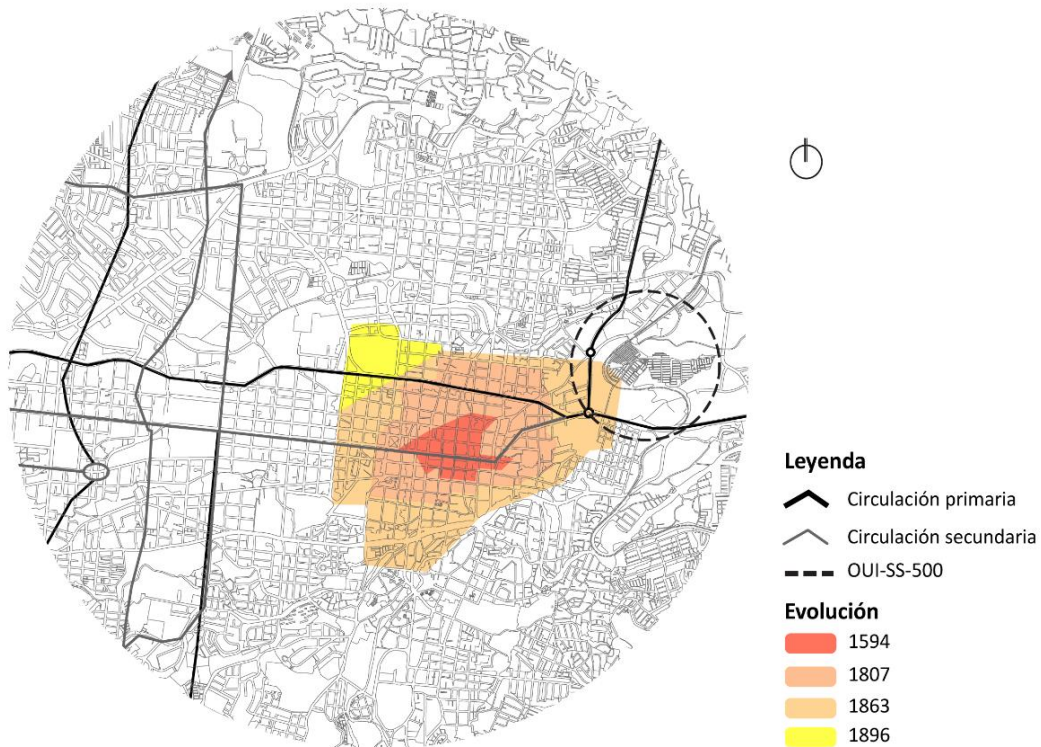 Leyenda
Circulación primaria
Circulación secundaria
OUI-SS-500
Evolución
1594
1807
1863
1896